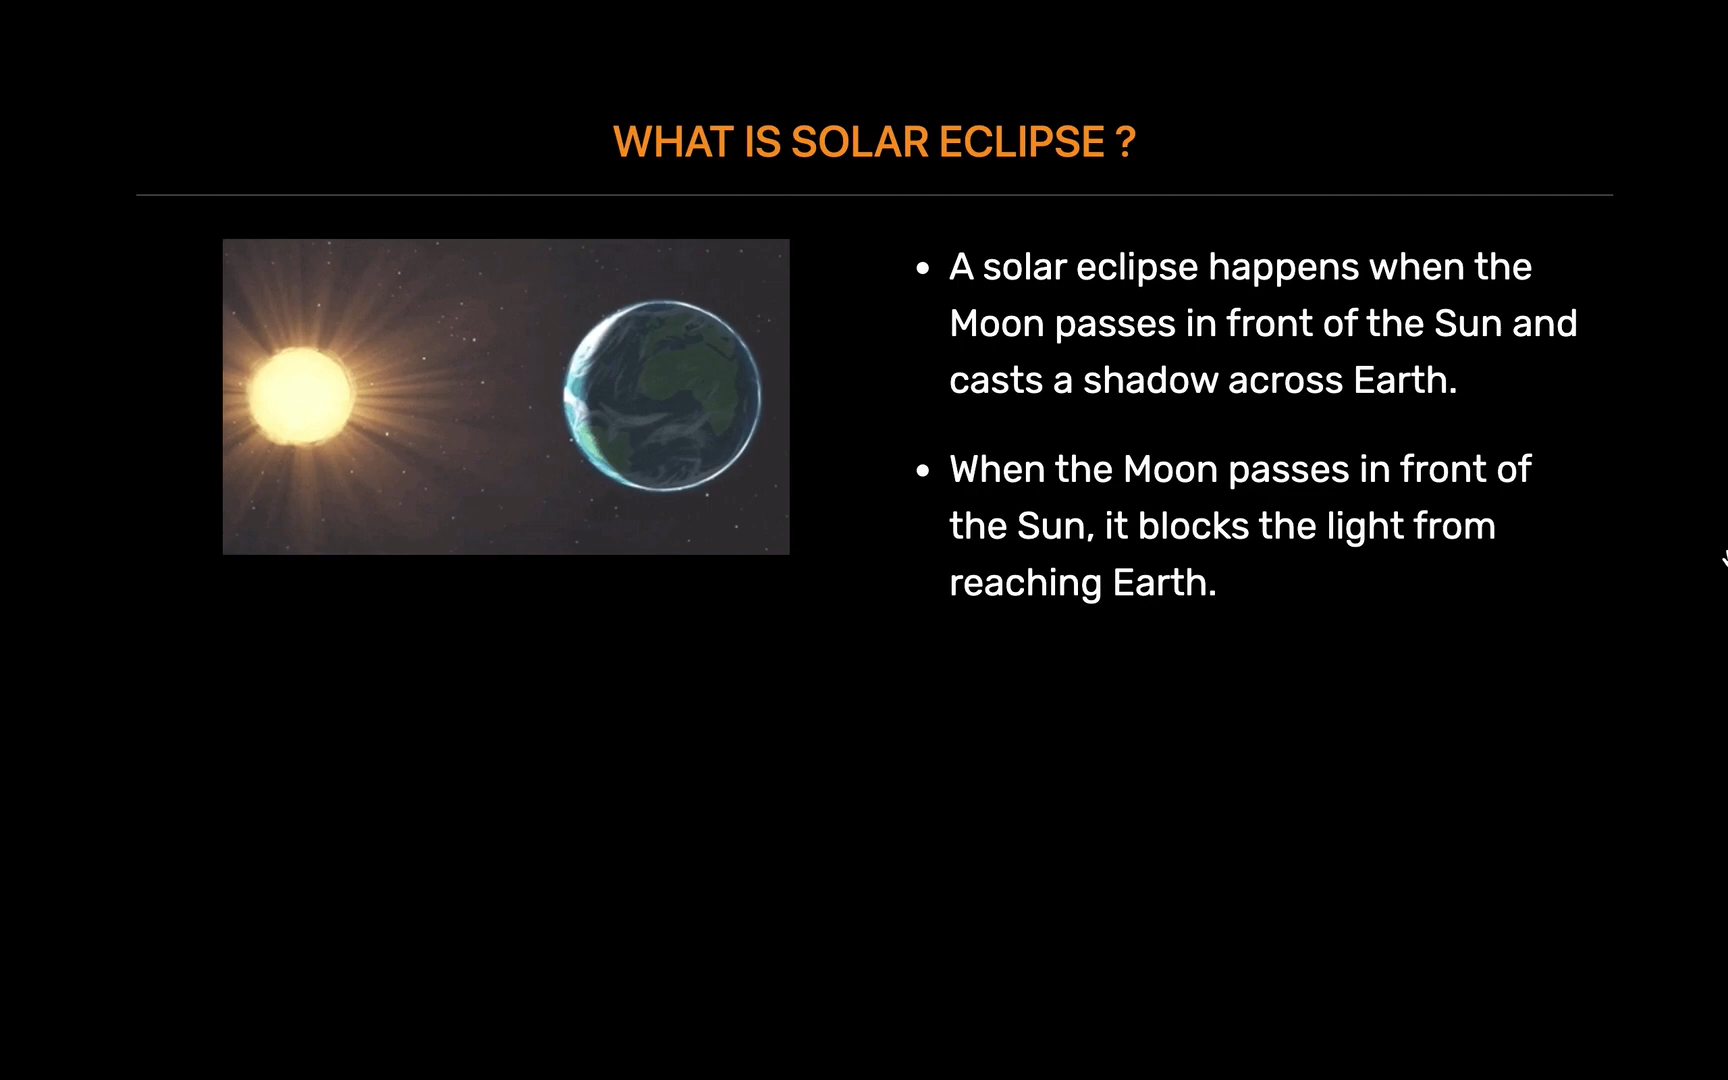 WHAT IS SOLAR ECLIPSE ?
• A solar eclipse happens when the
Moon passes in front of the Sun and
casts a shadow across Earth.
• When the Moon passes in front of
the Sun, it blocks the light from
reaching Earth.